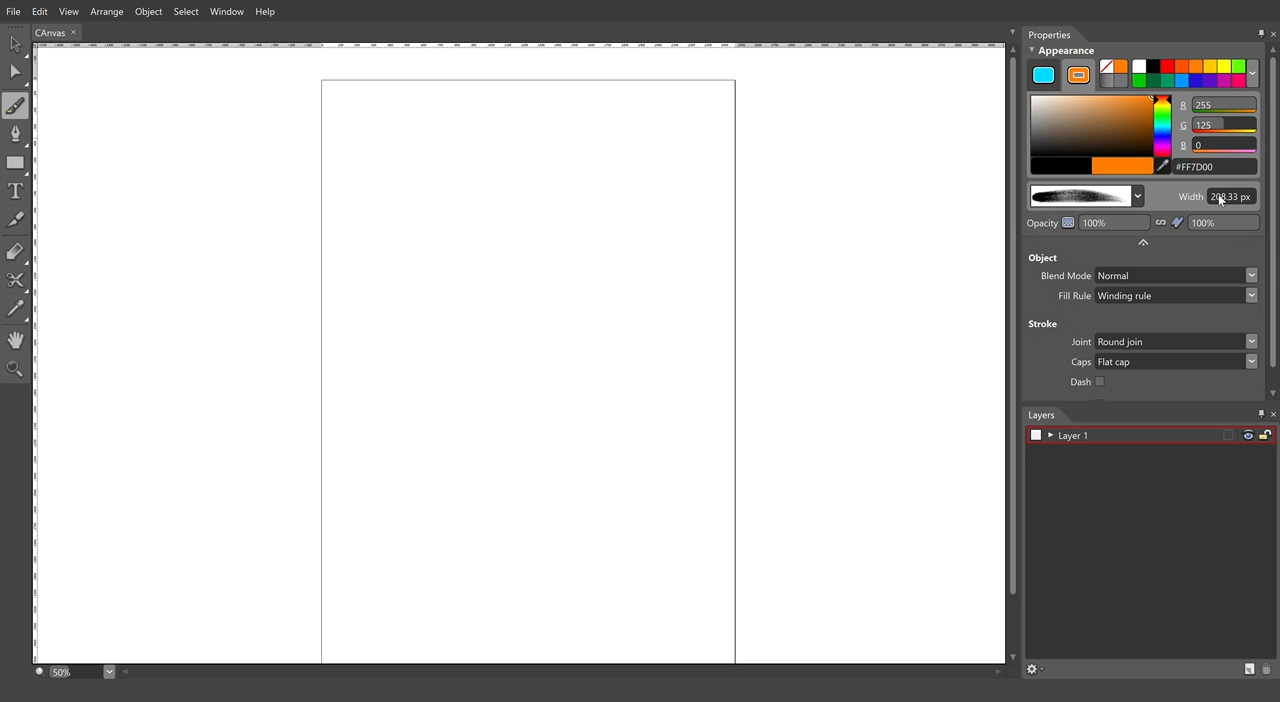 File Edit View Arrange Object Select Window Help
CAnvas
Properties
Appearance
R 255
G 125
B 0
#FF7D00
Width 208.33 px
Opacity 100% 100%
Object
Blend Mode Normal
Fill Rule Winding rule
Stroke
Joint Round join
Caps Flat cap
Dash
Layers
Layer 1
50%